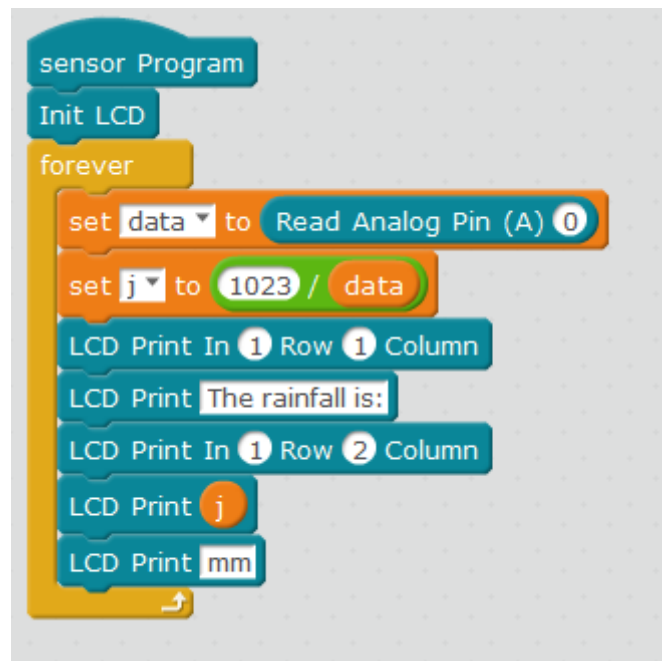 sensor Program
Init LCD
forever
set data to Read Analog Pin (A) 0
set j to 1023 / data
LCD Print In 1 Row 1 Column
LCD Print The rainfall is:
LCD Print In 1 Row 2 Column
LCD Print j
LCD Print mm